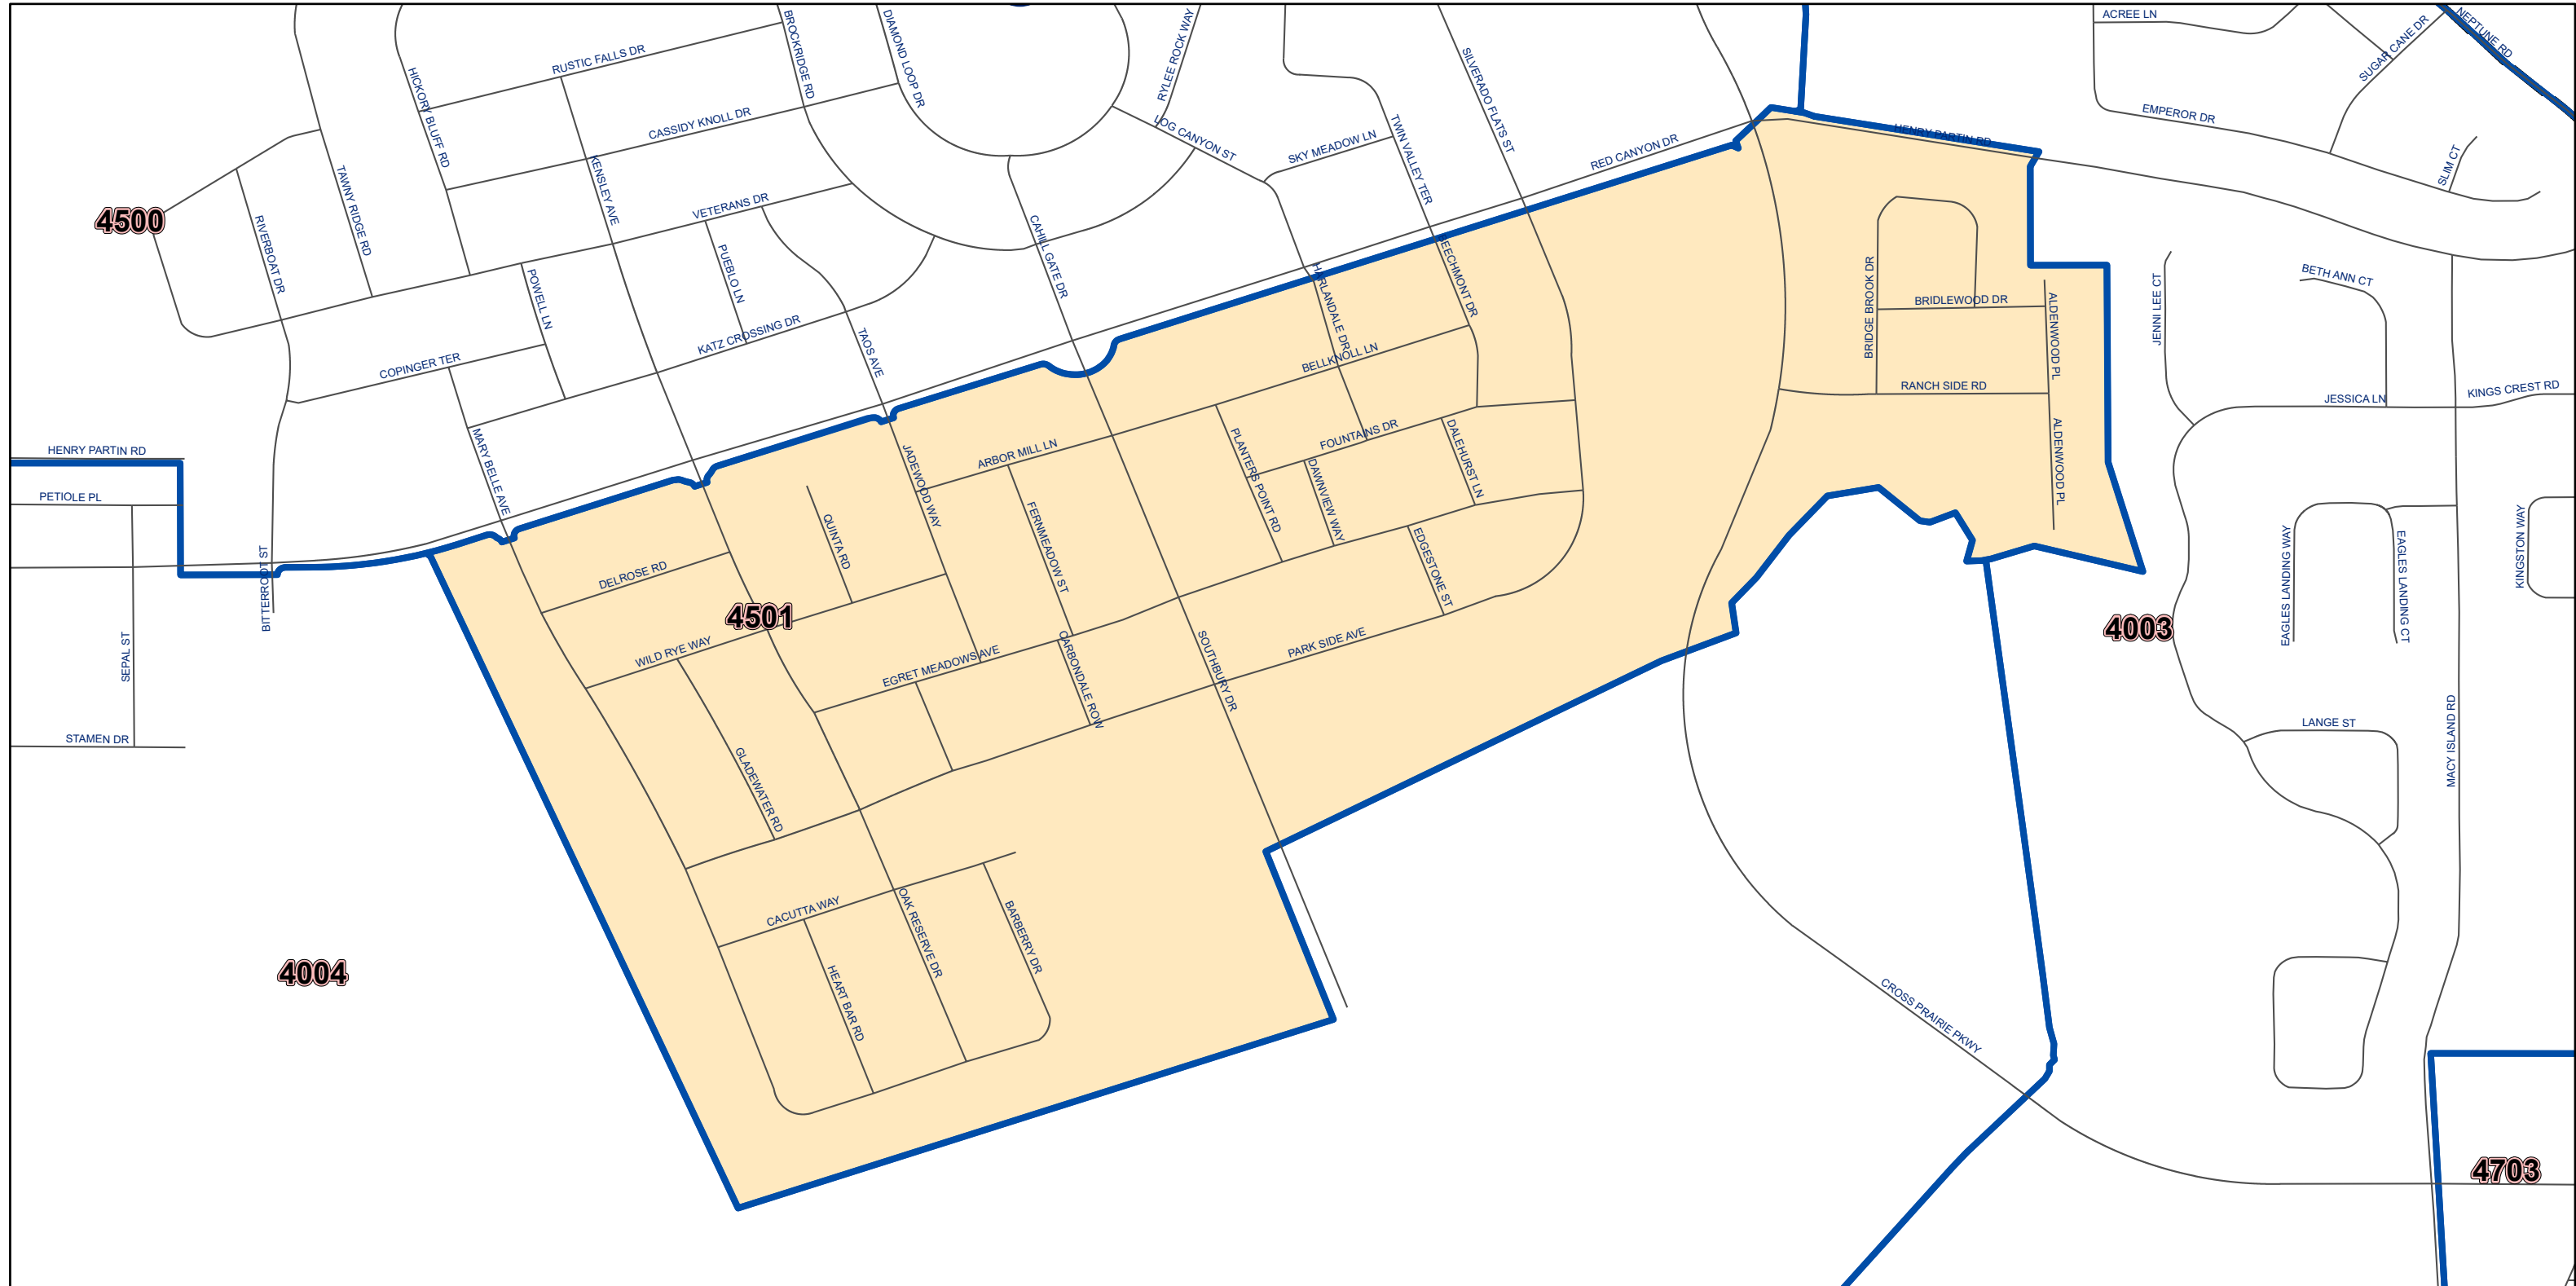 ACREE LN
NEPTUNE RD
SUGAR CANE DR
BROCKRIDGE RD
DIAMOND LOOP DR
RYLEE ROCK WAY
RUSTIC FALLS DR
HICKORY BLUFF RD
SILVERADO FLATS ST
EMPEROR DR
CASSIDY KNOLL DR
LOG CANYON ST
SKY MEADOW LN
TWIN VALLEY TER
RED CANYON DR
HENRY PARTIN RD
SLIM CT
KENSLEY AVE
TAWNY RIDGE RD
VETERANS DR
4500
RIVERBOAT DR
CAHILL GATE DR
PUEBLO LN
POWELL LN
HARLANDALE DR
BEECHMONT DR
BRIDGE BROOK DR
BRIDLEWOOD DR
ALDENWOOD PL
JENNI LEE CT
BETH ANN CT
KATZ CROSSING DR
TAOS AVE
COPINGER TER
BELLKNOLL LN
RANCH SIDE RD
JESSICA LN
KINGS CREST RD
HENRY PARTIN RD
MARY BELLE AVE
JADEWOOD WAY
ARBOR MILL LN
PLANTERS POINT RD
FOUNTAINS DR
DALEHURST LN
DAWNVIEW WAY
ALDENWOOD PL
PETIOLE PL
QUINTA RD
FERNMEADOW ST
EDGESTONE ST
EAGLES LANDING WAY
EAGLES LANDING CT
KINGSTON WAY
BITTERROOT ST
DELROSE RD
4501
4003
SEPAL ST
WILD RYE WAY
EGRET MEADOWS AVE
CARBONDALE ROW
SOUTHBURY DR
PARK SIDE AVE
STAMEN DR
LANGE ST
MACY ISLAND RD
GLADEWATER RD
CACUTTA WAY
OAK RESERVE DR
BARBERRY DR
4004
HEART BAR RD
CROSS PRAIRIE PKWY
4703